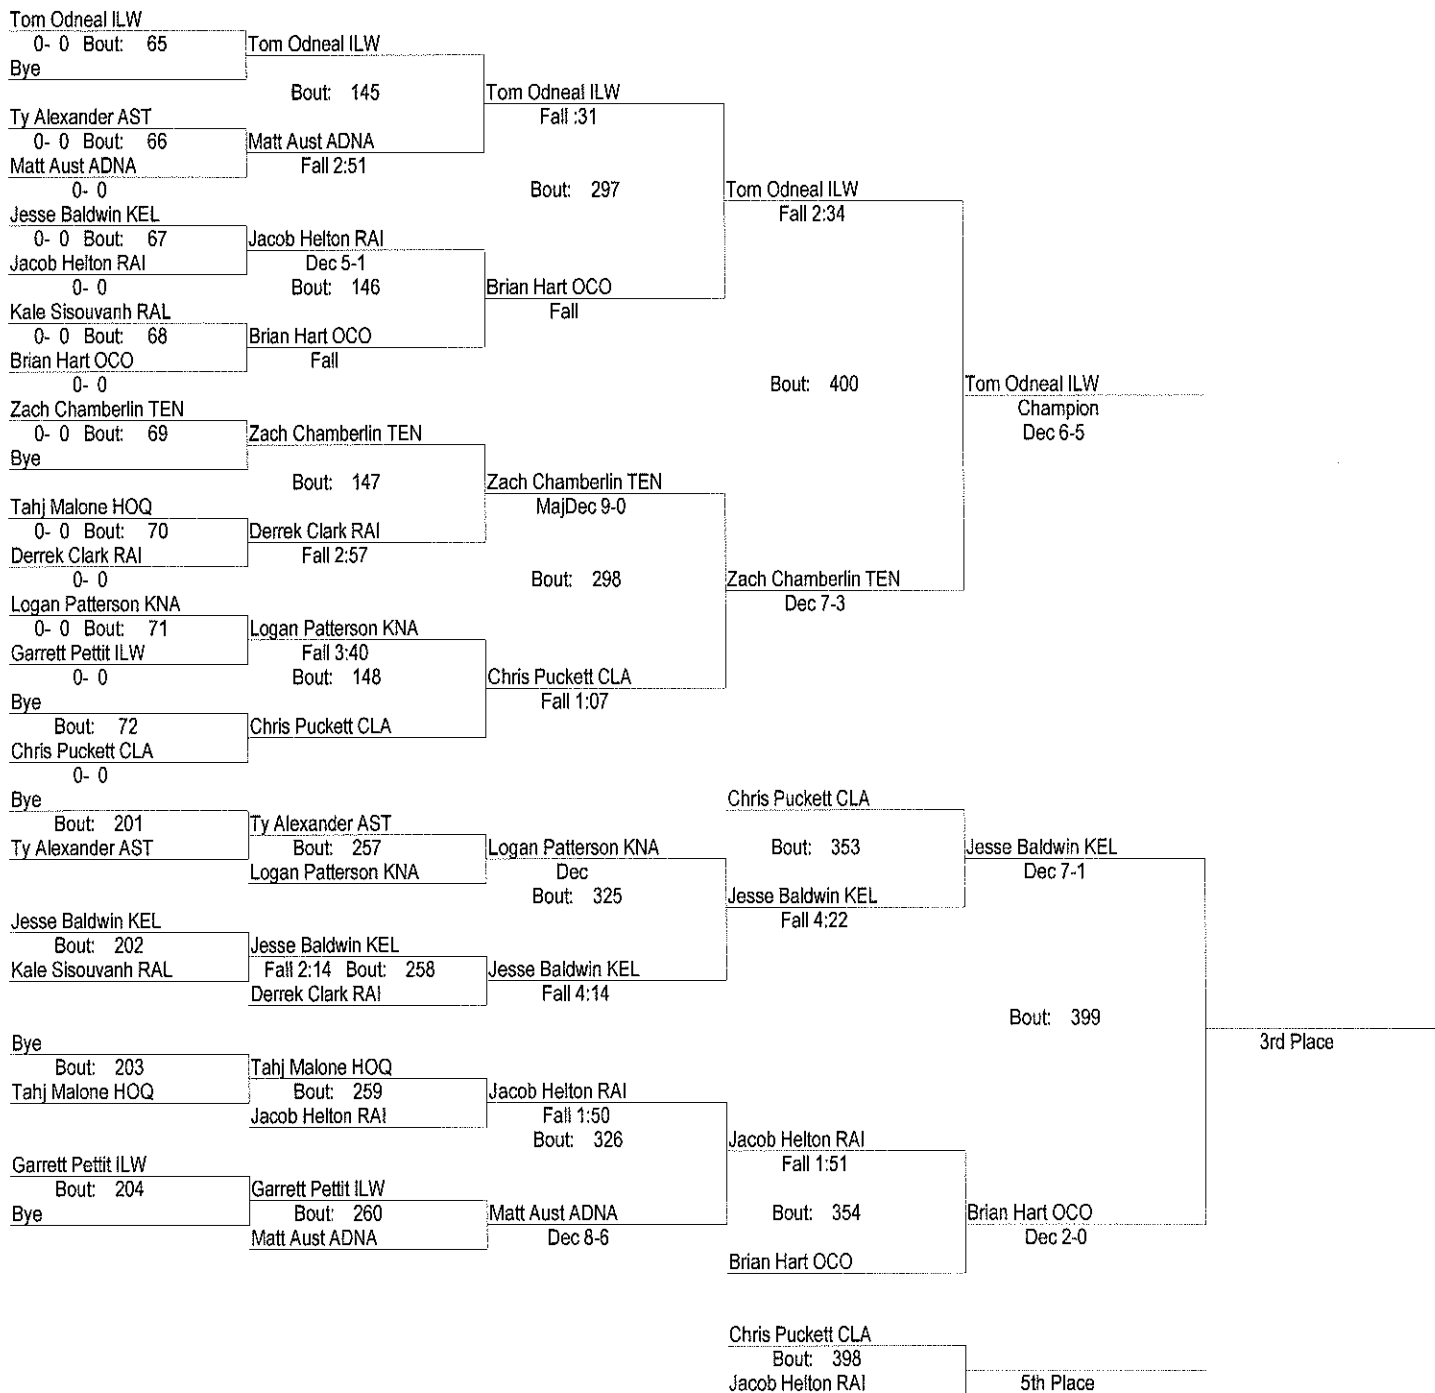 Tom Odneal ILW
0- 0 Bout: 65
Bye
Tom Odneal ILW
Bout: 145
Ty Alexander AST
0- 0 Bout: 66
Matt Aust ADNA
0- 0
Matt Aust ADNA
Fall 2:51
Tom Odneal ILW
Fall :31
Bout: 297
Jesse Baldwin KEL
0- 0 Bout: 67
Jacob Helton RAI
0- 0
Jacob Helton RAI
Dec 5-1
Bout: 146
Kale Sisouvanh RAL
0- 0 Bout: 68
Brian Hart OCO
0- 0
Brian Hart OCO
Fall
Brian Hart OCO
Fall
Tom Odneal ILW
Fall 2:34
Bout: 400
Tom Odneal ILW
Champion
Dec 6-5
Zach Chamberlin TEN
0- 0 Bout: 69
Bye
Zach Chamberlin TEN
Bout: 147
Tahj Malone HOQ
0- 0 Bout: 70
Derrek Clark RAI
0- 0
Derrek Clark RAI
Fall 2:57
Zach Chamberlin TEN
MajDec 9-0
Bout: 298
Zach Chamberlin TEN
Dec 7-3
Logan Patterson KNA
0- 0 Bout: 71
Garrett Pettit ILW
0- 0
Logan Patterson KNA
Fall 3:40
Bout: 148
Bye
Bout: 72
Chris Puckett CLA
0- 0
Chris Puckett CLA
Chris Puckett CLA
Fall 1:07
Bye
Bout: 201
Ty Alexander AST
Ty Alexander AST
Bout: 257
Logan Patterson KNA
Logan Patterson KNA
Dec
Bout: 325
Jesse Baldwin KEL
Bout: 202
Kale Sisouvanh RAL
Jesse Baldwin KEL
Fall 2:14 Bout: 258
Derrek Clark RAI
Jesse Baldwin KEL
Fall 4:14
Chris Puckett CLA
Bout: 353
Jesse Baldwin KEL
Fall 4:22
Jesse Baldwin KEL
Dec 7-1
Bout: 399
3rd Place
Bye
Bout: 203
Tahj Malone HOQ
Tahj Malone HOQ
Bout: 259
Jacob Helton RAI
Jacob Helton RAI
Fall 1:50
Bout: 326
Garrett Pettit ILW
Bout: 204
Bye
Garrett Pettit ILW
Bout: 260
Matt Aust ADNA
Matt Aust ADNA
Dec 8-6
Jacob Helton RAI
Fall 1:51
Bout: 354
Brian Hart OCO
Brian Hart OCO
Dec 2-0
Chris Puckett CLA
Bout: 398
Jacob Helton RAI
5th Place